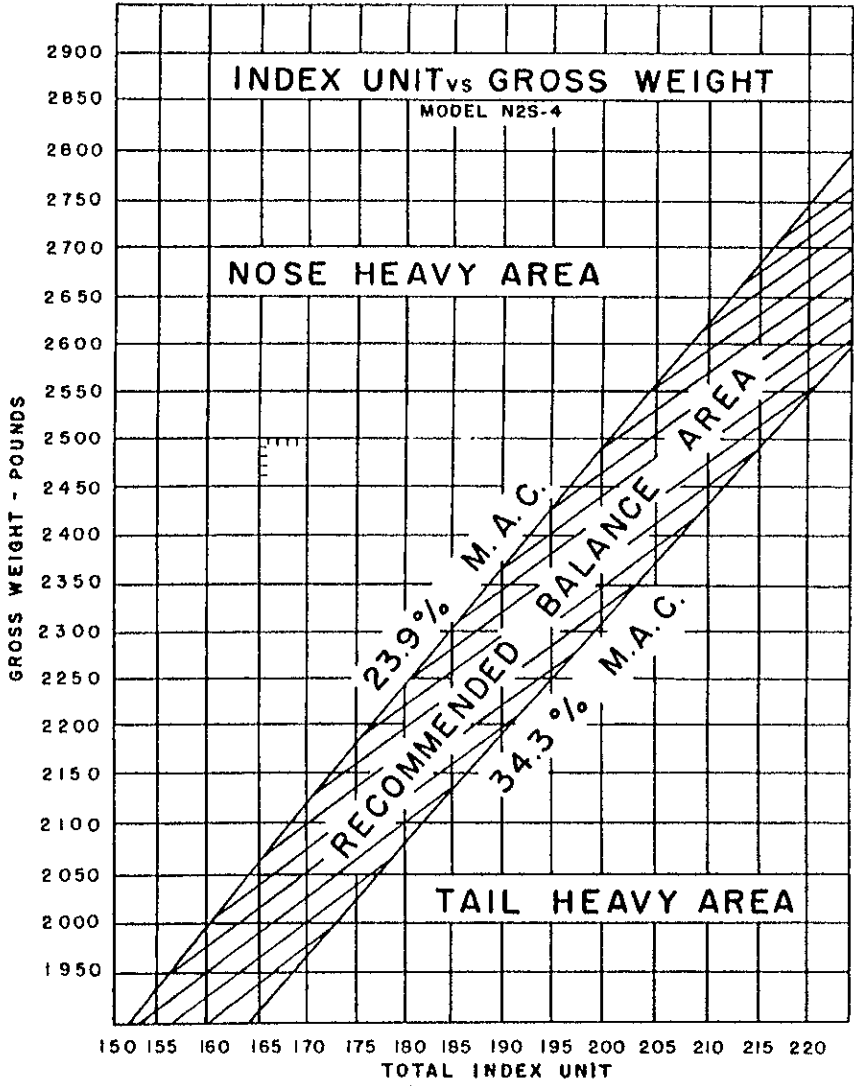 2900
INDEX UNIT vs GROSS WEIGHT
2850
MODEL N2S-4
2800
2750
2700
NOSE HEAVY AREA
2650
2600
2550
2500
2450
2400
2350
2300
2250
2200
2150
2100
2050
2000
1950
GROSS WEIGHT - POUNDS
23.9% M.A.C.
RECOMMENDED BALANCE AREA
34.3% M.A.C.
TAIL HEAVY AREA
150 155 160 165 170 175 180 185 190 195 200 205 210 215 220
TOTAL INDEX UNIT